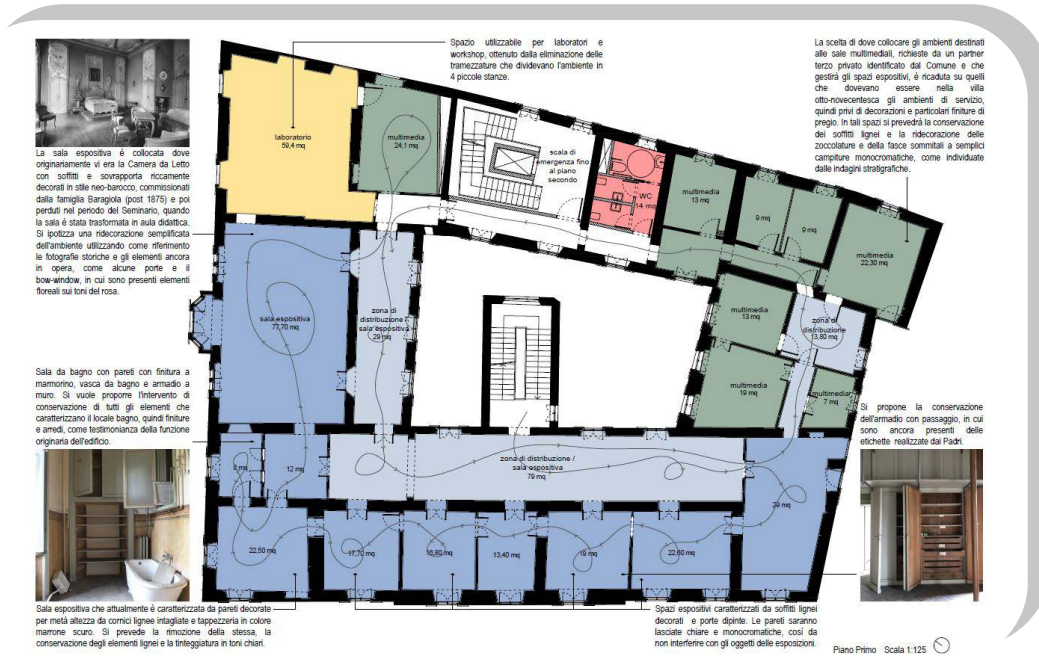 Spazio utilizzabile per laboratori e
workshop, ottenuto dalla eliminazione delle
tramezzature che dividevano l'ambiente in
4 piccole stanze.
La scelta di dove collocare gli ambienti destinati
alle sale multimediali, richieste da un partner
terzo privato identificato dal Comune e che
gestirà gli spazi espositivi, é ricaduta su quelli
che dovevano essere nella villa
otto-novecentesca gli ambienti di servizio,
quindi privi di decorazioni e particolari finiture di
pregio. In tali spazi si prevedrà la conservazione
dei soffitti lignei e la ridecorazione delle
zoccolature e della fasce sommitali a semplici
campiture monocromatiche, come individuate
dalle indagini stratigrafiche.
La sala espositiva é collocata dove
originariamente vi era la Camera da Letto
con soffitti e sovrapporta riccamente
decorati in stile neo-barocco, commissionati
dalla famiglia Baragiola (post 1875) e poi
perduti nel periodo del Seminario, quando
la sala é stata trasformata in aula didattica.
Si ipotizza una ridecorazione semplificata
dell'ambiente utilizzando come riferimento
le fotografie storiche e gli elementi ancora
in opera, come alcune porte e il
bow-window, in cui sono presenti elementi
floreali sui toni del rosa.
laboratorio
59,4 mq
multimedia
24,1 mq
scala di
emergenza fino
al piano
secondo
WC
14 mq
multimedia
13 mq
9 mq
9 mq
multimedia
22,30 mq
sala espositiva
77,70 mq
zona di
distribuzione /
sala espositiva
29 mq
multimedia
13 mq
zona di
distribuzione
13,80 mq
multimedia
19 mq
multimedia
7 mq
Sala da bagno con pareti con finitura a
marmorino, vasca da bagno e armadio a
muro. Si vuole proporre l'intervento di
conservazione di tutti gli elementi che
caratterizzano il locale bagno, quindi finiture
e arredi, come testimonianza della funzione
originaria dell'edificio.
Si propone la conservazione
dell'armadio con passaggio, in cui
sono ancora presenti delle
etichette realizzate dai Padri.
8 mq
12 mq
zona di distribuzione /
sala espositiva
79 mq
29 mq
22,50 mq
17,70 mq
16,80 mq
13,40 mq
19 mq
22,60 mq
Sala espositiva che attualmente é caratterizzata da pareti decorate
per metà altezza da cornici lignee intagliate e tappezzeria in colore
marrone scuro. Si prevede la rimozione della stessa, la
conservazione degli elementi lignei e la tinteggiatura in toni chiari.
Spazi espositivi caratterizzati da soffitti lignei
decorati e porte dipinte. Le pareti saranno
lasciate chiare e monocromatiche, così da
non interferire con gli oggetti delle esposizioni.
Piano Primo Scala 1:125